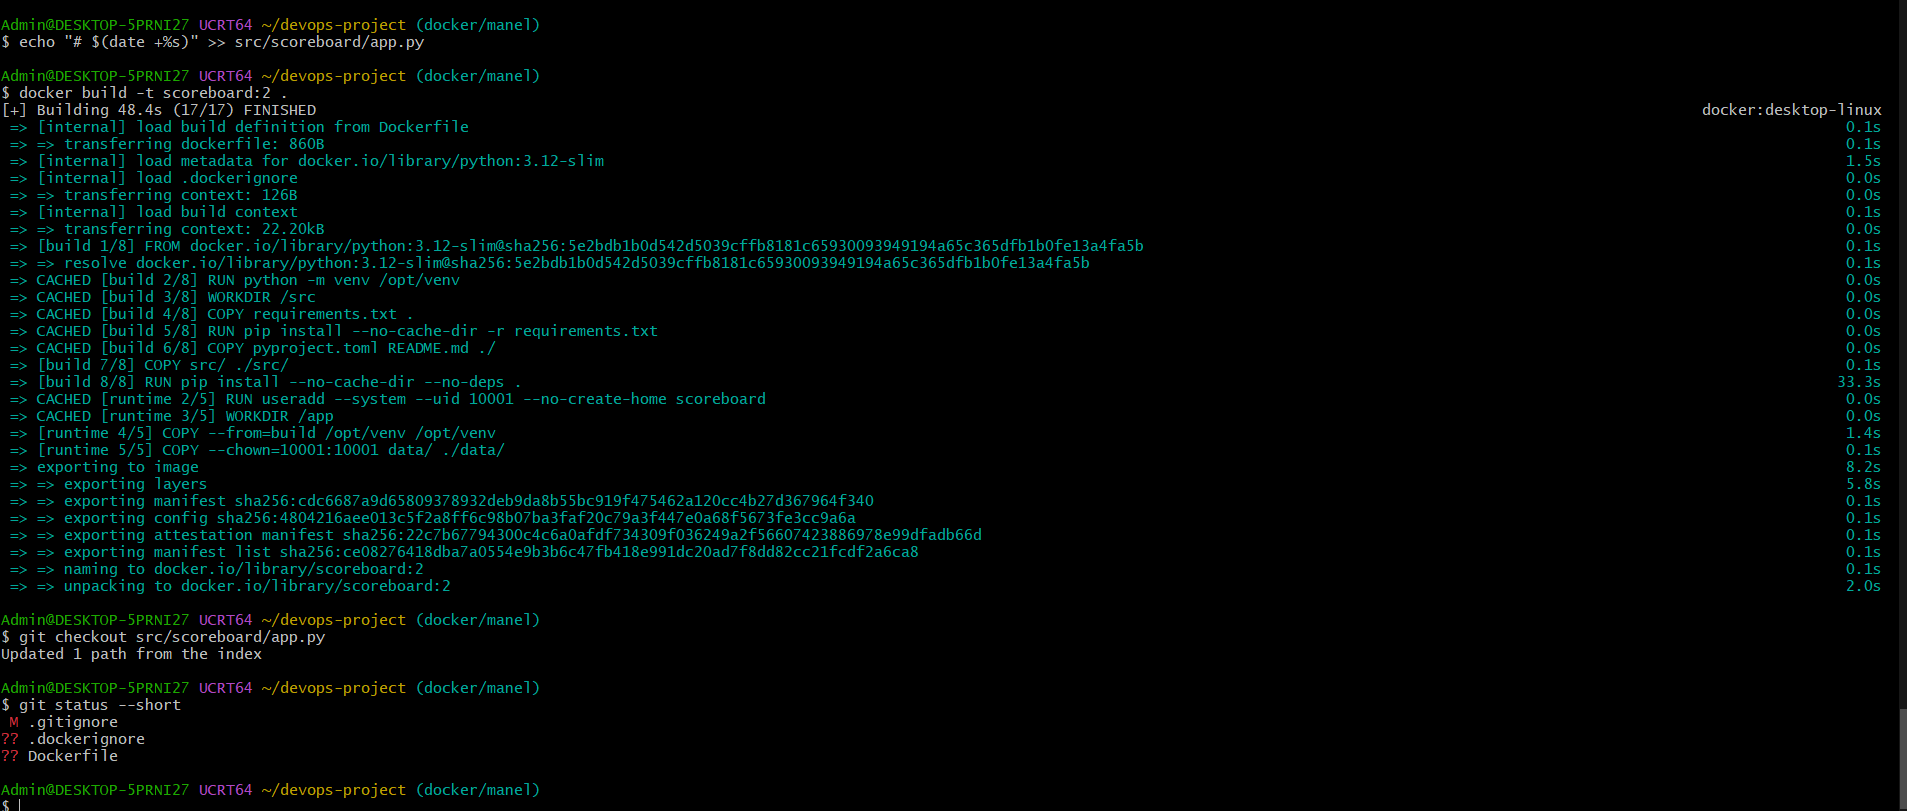 Admin@DESKTOP-5PRNI27 UCRT64 ~/devops-project (docker/manel)
$ echo "# $(date +%s)" >> src/scoreboard/app.py
Admin@DESKTOP-5PRNI27 UCRT64 ~/devops-project (docker/manel)
$ docker build -t scoreboard:2 .
[+] Building 48.4s (17/17) FINISHED docker:desktop-linux
=> [internal] load build definition from Dockerfile 0.1s
=> => transferring dockerfile: 860B 0.1s
=> [internal] load metadata for docker.io/library/python:3.12-slim 1.5s
=> [internal] load .dockerignore 0.0s
=> => transferring context: 126B 0.0s
=> [internal] load build context 0.1s
=> => transferring context: 22.20kB 0.0s
=> [build 1/8] FROM docker.io/library/python:3.12-slim@sha256:5e2bdb1b0d542d5039cffb8181c65930093949194a65c365dfb1b0fe13a4fa5b 0.1s
=> => resolve docker.io/library/python:3.12-slim@sha256:5e2bdb1b0d542d5039cffb8181c65930093949194a65c365dfb1b0fe13a4fa5b 0.1s
=> CACHED [build 2/8] RUN python -m venv /opt/venv 0.0s
=> CACHED [build 3/8] WORKDIR /src 0.0s
=> CACHED [build 4/8] COPY requirements.txt . 0.0s
=> CACHED [build 5/8] RUN pip install --no-cache-dir -r requirements.txt 0.0s
=> CACHED [build 6/8] COPY pyproject.toml README.md ./ 0.0s
=> [build 7/8] COPY src/ ./src/ 0.1s
=> [build 8/8] RUN pip install --no-cache-dir --no-deps . 33.3s
=> CACHED [runtime 2/5] RUN useradd --system --uid 10001 --no-create-home scoreboard 0.0s
=> CACHED [runtime 3/5] WORKDIR /app 0.0s
=> [runtime 4/5] COPY --from=build /opt/venv /opt/venv 1.4s
=> [runtime 5/5] COPY --chown=10001:10001 data/ ./data/ 0.1s
=> exporting to image 8.2s
=> => exporting layers 5.8s
=> => exporting manifest sha256:cdc6687a9d65809378932deb9da8b55bc919f475462a120cc4b27d367964f340 0.1s
=> => exporting config sha256:4804216aee013c5f2a8ff6c98b07ba3faf20c79a3f447e0a68f5673fe3cc9a6a 0.1s
=> => exporting attestation manifest sha256:22c7b67794300c4c6a0afdf734309f036249a2f56607423886978e99dfadb66d 0.1s
=> => exporting manifest list sha256:ce08276418dba7a0554e9b3b6c47fb418e991dc20ad7f8dd82cc21fcdf2a6ca8 0.1s
=> => naming to docker.io/library/scoreboard:2 0.1s
=> => unpacking to docker.io/library/scoreboard:2 2.0s
Admin@DESKTOP-5PRNI27 UCRT64 ~/devops-project (docker/manel)
$ git checkout src/scoreboard/app.py
Updated 1 path from the index
Admin@DESKTOP-5PRNI27 UCRT64 ~/devops-project (docker/manel)
$ git status --short
M .gitignore
?? .dockerignore
?? Dockerfile
Admin@DESKTOP-5PRNI27 UCRT64 ~/devops-project (docker/manel)
$